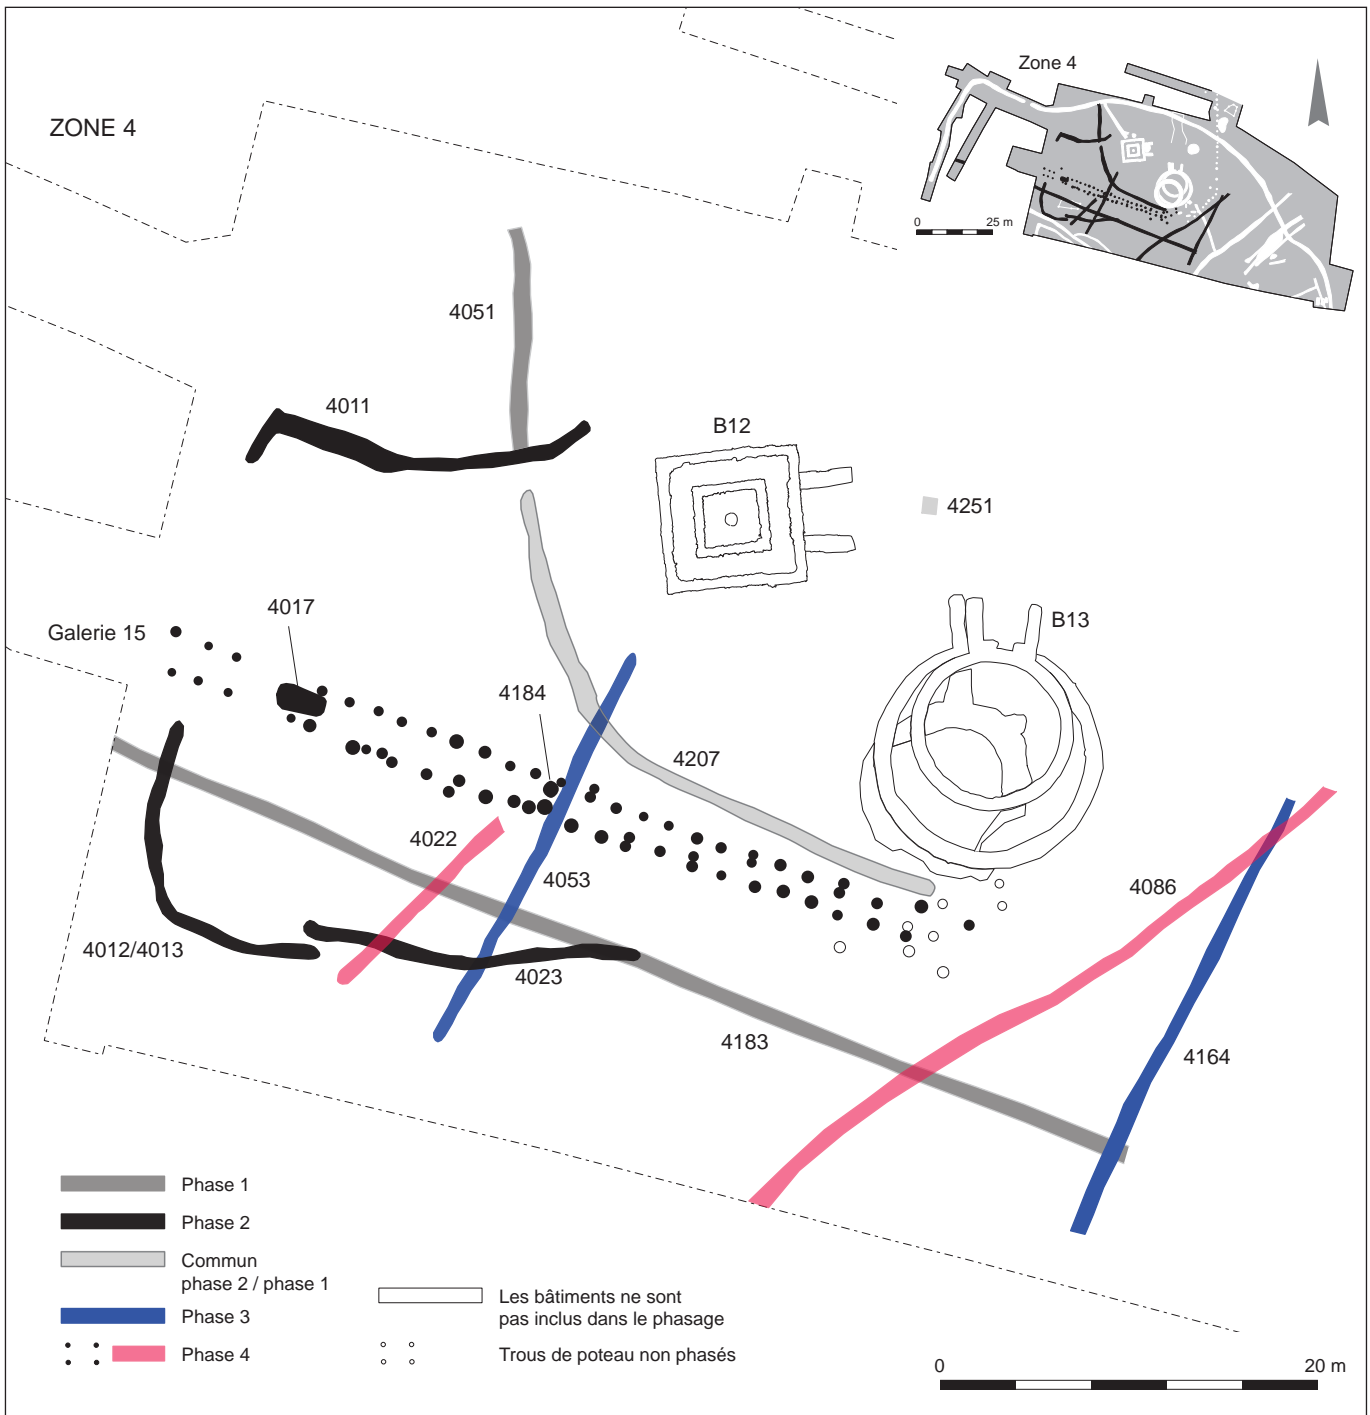 ZONE 4
Zone 4
0 25 m
4051
4011
B12
4251
4017
Galerie 15
B13
4184
4207
4022
4053
4086
4012/4013
4023
4183
4164
Phase 1
Phase 2
Commun
phase 2 / phase 1
Phase 3
Phase 4
Les bâtiments ne sont
pas inclus dans le phasage
Trous de poteau non phasés
0 20 m